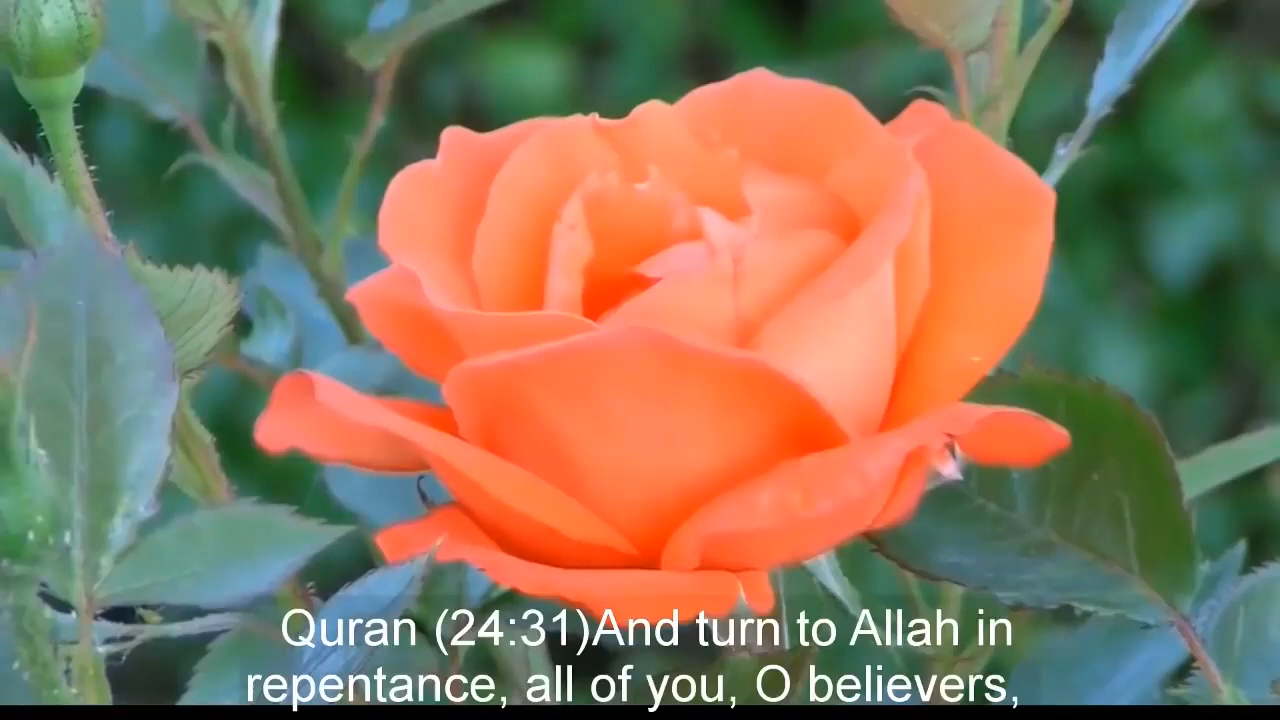 Quran (24:31)And turn to Allah in
repentance, all of you, O believers,